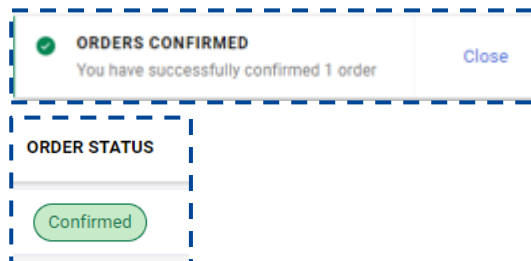 ORDERS CONFIRMED
You have successfully confirmed 1 order
Close
ORDER STATUS
Confirmed